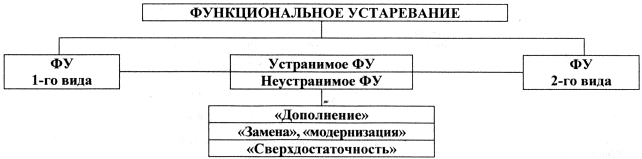 ФУНКЦИОНАЛЬНОЕ УСТАРЕВАНИЕ
ФУ
1-го вида
Устранимое ФУ
Неустранимое ФУ
ФУ
2-го вида
«Дополнение»
«Замена», «модернизация»
«Сверхдостаточность»